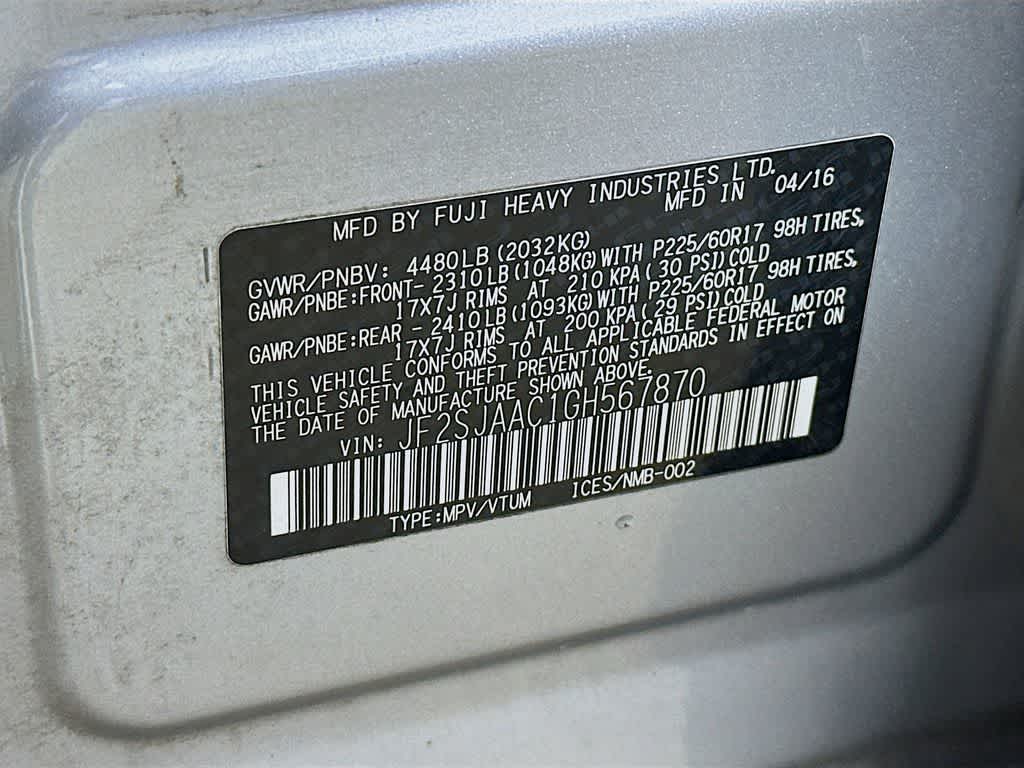 MFD BY FUJI HEAVY INDUSTRIES LTD.
MFD IN 04/16
GVWR/PNBV: 4480LB (2032KG)
GAWR/PNBE:FRONT- 2310LB(1048KG)WITH P225/60R17 98H TIRES,
17X7J RIMS AT 210 KPA( 30 PSI)COLD
GAWR/PNBE:REAR - 2410LB(1093KG)WITH P225/60R17 98H TIRES,
17X7J RIMS AT 200 KPA( 29 PSI)COLD
THIS VEHICLE CONFORMS TO ALL APPLICABLE FEDERAL MOTOR
VEHICLE SAFETY AND THEFT PREVENTION STANDARDS IN EFFECT ON
THE DATE OF MANUFACTURE SHOWN ABOVE.
VIN: JF2SJAAC1GH567870
TYPE:MPV/VTUM ICES/NMB-002